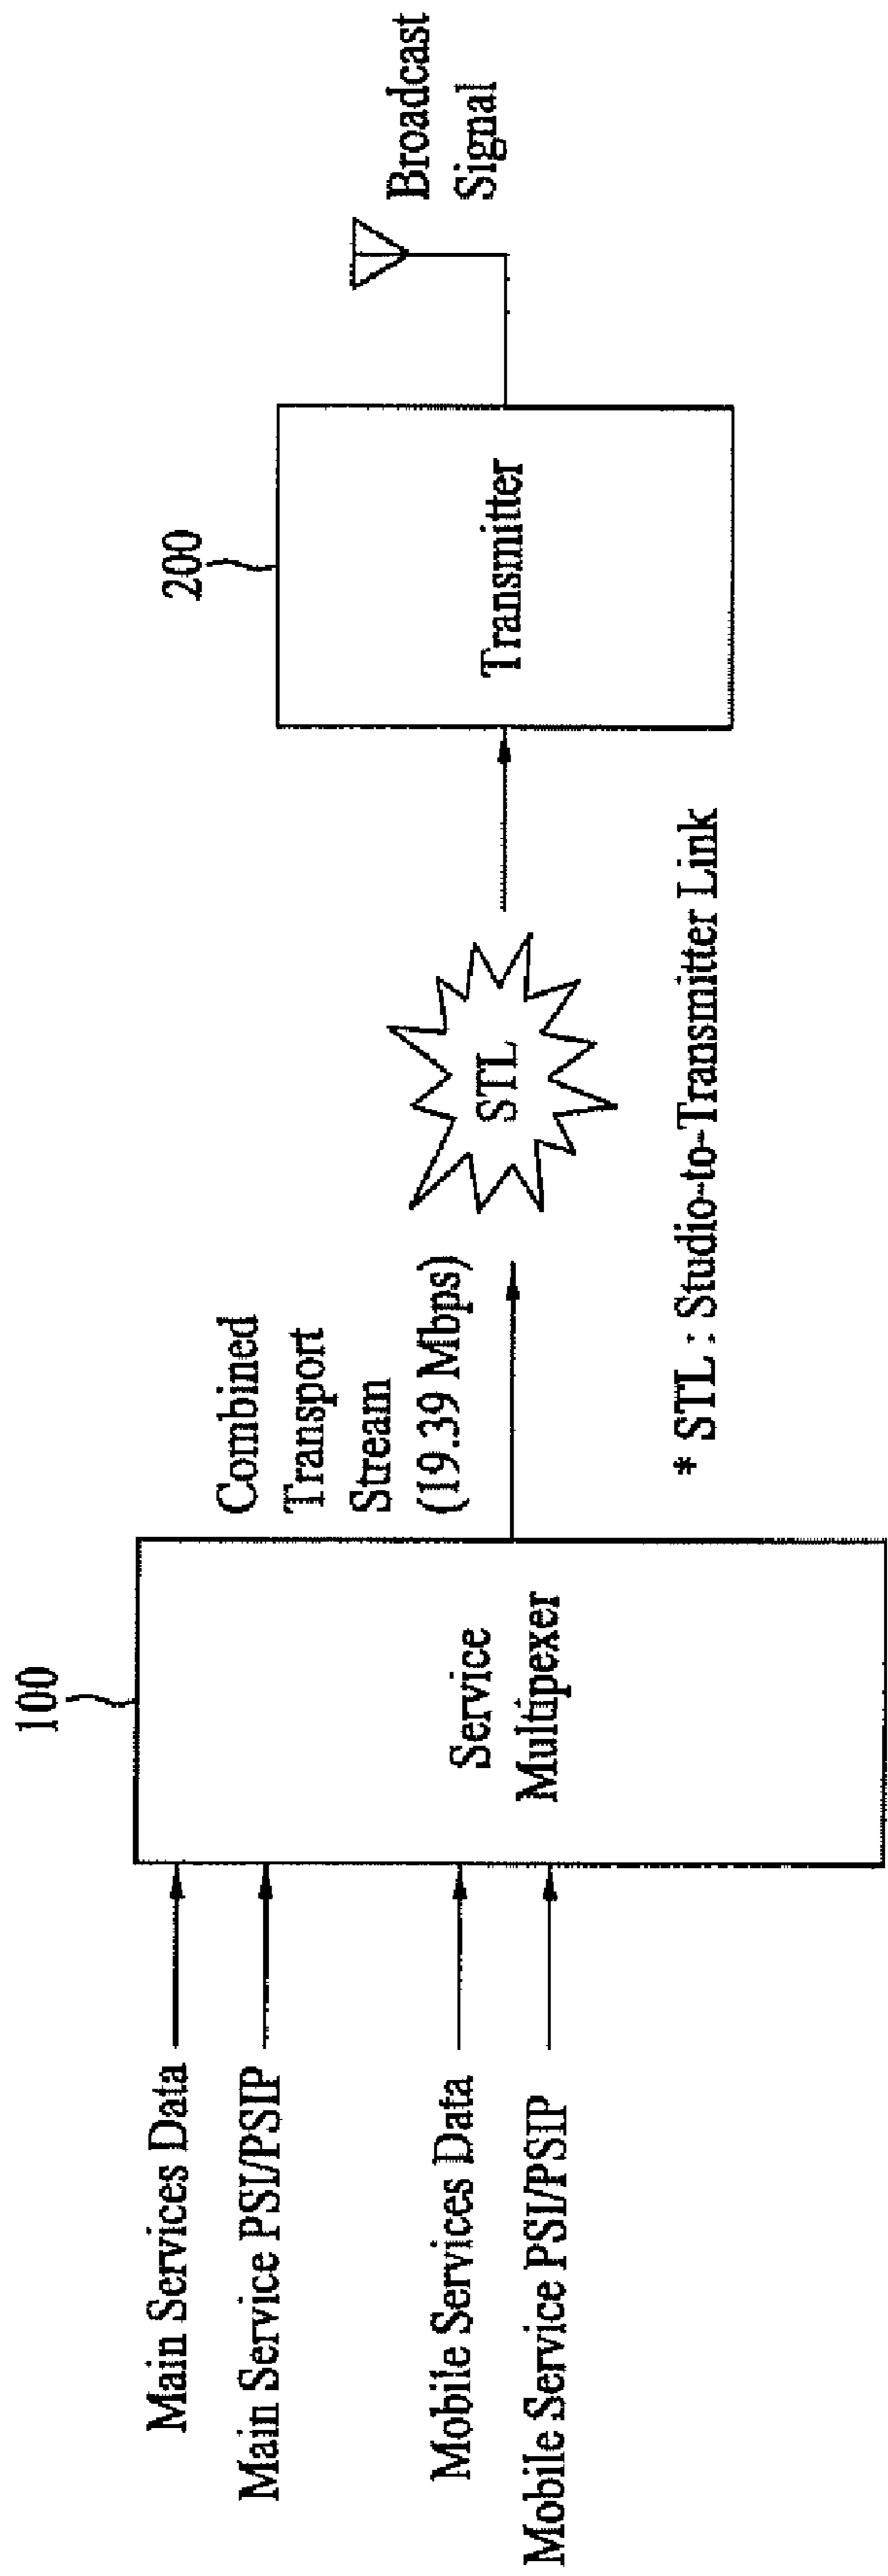 Main Services Data
Main Service PSI/PSIP
Mobile Services Data
Mobile Service PSI/PSIP
100
Service
Multipexer
Combined
Transport
Stream
(19.39 Mbps)
STL
200
Transmitter
Broadcast
Signal
* STL : Studio-to-Transmitter Link